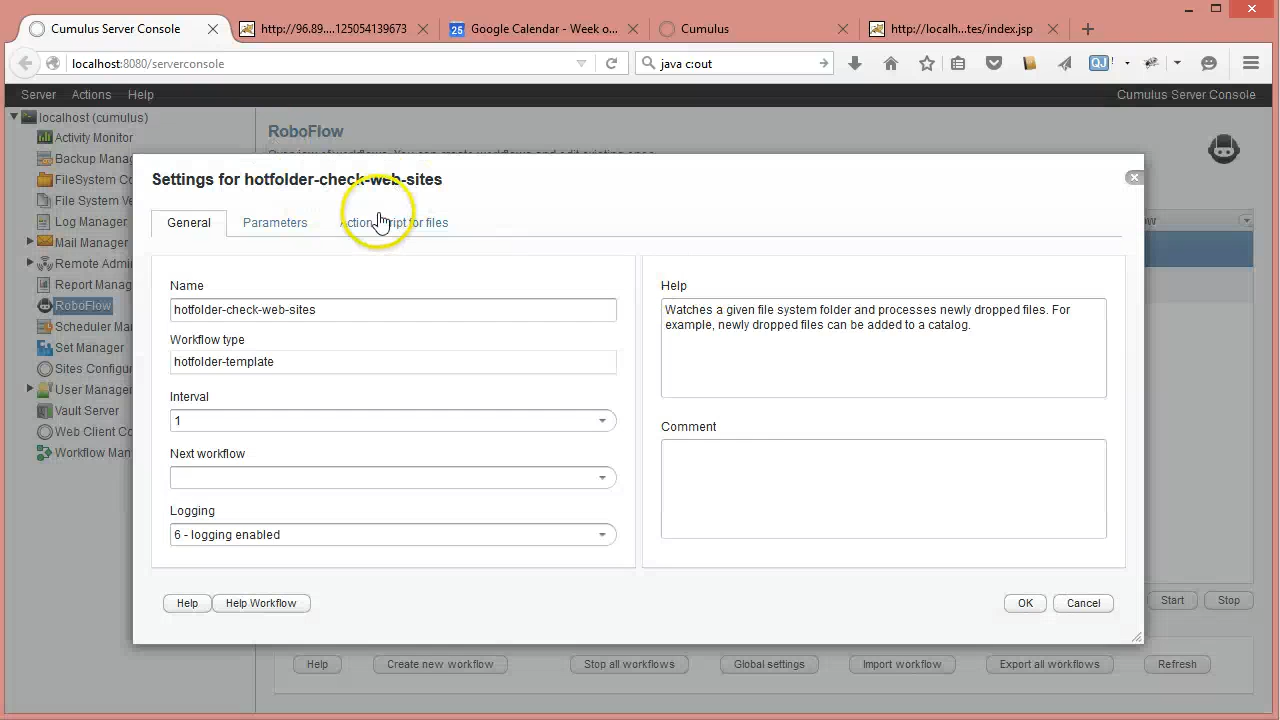 Cumulus Server Console
http://96.89...125054139673
Google Calendar - Week o...
Cumulus
http://localh...tes/index.jsp
localhost:8080/serverconsole
java c:out
QJ
Server Actions Help
Cumulus Server Console
localhost (cumulus)
Activity Monitor
Backup Mana
FileSystem Co
File System Ve
Log Manager
Mail Manager
Remote Admi
Report Manag
RoboFlow
Scheduler Ma
Set Manager
Sites Configu
User Manage
Vault Server
Web Client Co
Workflow Man
RoboFlow
Settings for hotfolder-check-web-sites
General
Parameters
Action script for files
Name
hotfolder-check-web-sites
Workflow type
hotfolder-template
Interval
1
Next workflow
Logging
6 - logging enabled
Help
Watches a given file system folder and processes newly dropped files. For
example, newly dropped files can be added to a catalog.
Comment
Help
Help Workflow
OK
Cancel
Start
Stop
Help
Create new workflow
Stop all workflows
Global settings
Import workflow
Export all workflows
Refresh